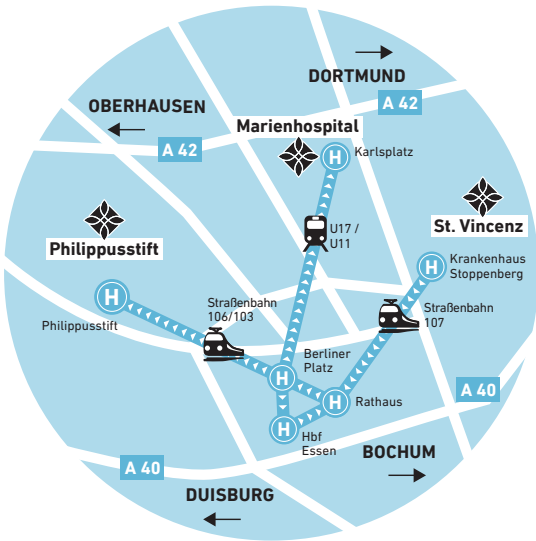 DORTMUND
OBERHAUSEN
A 42
Marienhospital
A 42
H
Karlsplatz
St. Vincenz
Philippusstift
U17 /
U11
H
Krankenhaus
Stoppenberg
H
Philippusstift
Straßenbahn
106/103
Straßenbahn
107
Berliner
Platz
H
H
Rathaus
A 40
H
Hbf
Essen
BOCHUM
A 40
DUISBURG